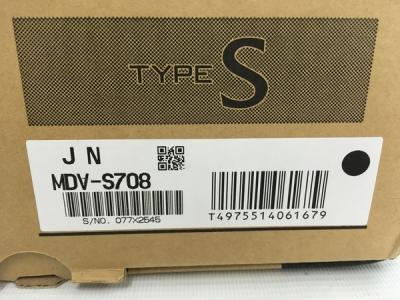 TYPE S
J N
MDV-S708
S/NO. 077X2545
T4975514061679